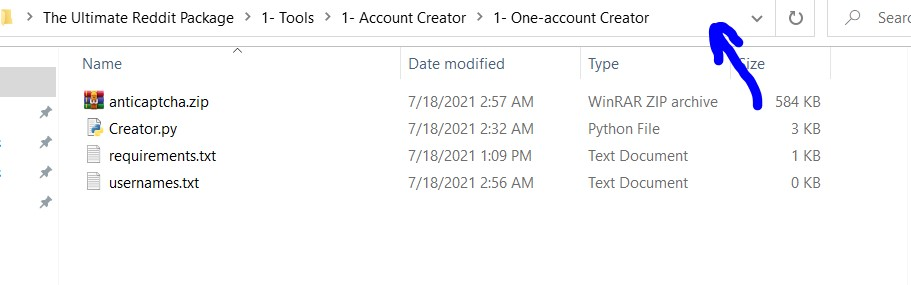 The Ultimate Reddit Package > 1- Tools > 1- Account Creator > 1- One-account Creator
Name Date modified Type Size
anticaptcha.zip 7/18/2021 2:57 AM WinRAR ZIP archive 584 KB
Creator.py 7/18/2021 2:32 AM Python File 3 KB
requirements.txt 7/18/2021 1:09 PM Text Document 1 KB
usernames.txt 7/18/2021 2:56 AM Text Document 0 KB